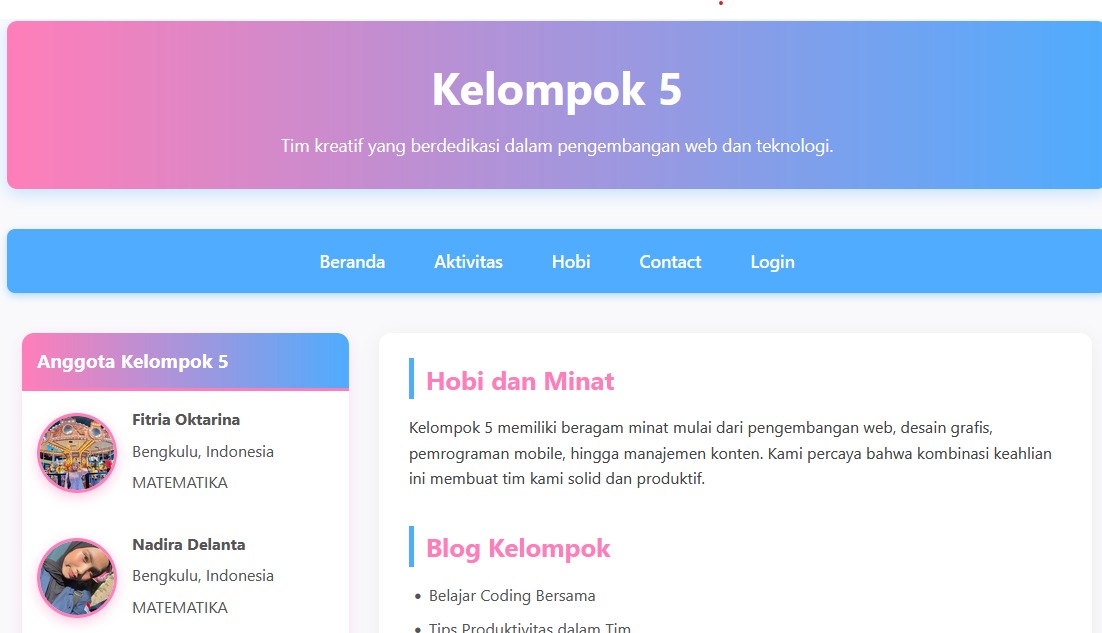 Kelompok 5
Tim kreatif yang berdedikasi dalam pengembangan web dan teknologi.
Beranda Aktivitas Hobi Contact Login
Anggota Kelompok 5
Fitria Oktarina
Bengkulu, Indonesia
MATEMATIKA
Nadira Delanta
Bengkulu, Indonesia
MATEMATIKA
Hobi dan Minat
Kelompok 5 memiliki beragam minat mulai dari pengembangan web, desain grafis,
pemrograman mobile, hingga manajemen konten. Kami percaya bahwa kombinasi keahlian
ini membuat tim kami solid dan produktif.
Blog Kelompok
• Belajar Coding Bersama
• Tips Produktivitas dalam Tim